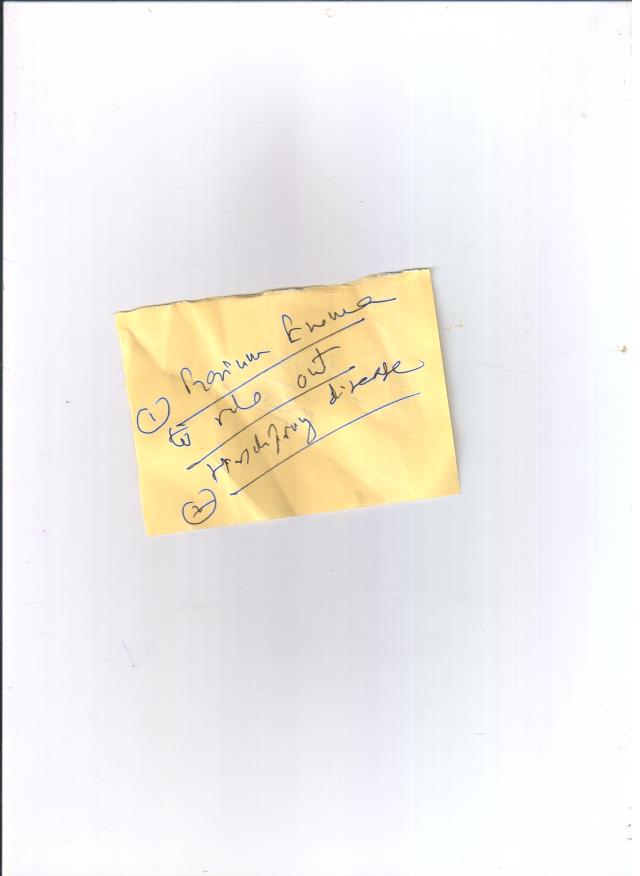 ① Barium Enema
to rule out
Hirschsprung disease
②